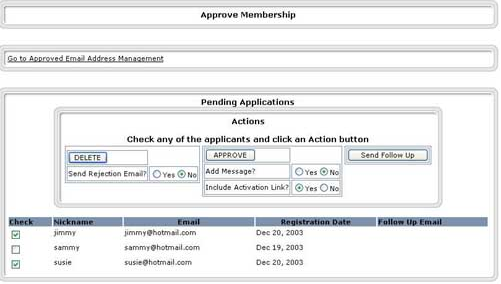 Approve Membership
Go to Approved Email Address Management
Pending Applications
Actions
Check any of the applicants and click an Action button
DELETE APPROVE Send Follow Up
Send Rejection Email? Yes No Add Message? Yes No
Include Activation Link? Yes No
Check Nickname Email Registration Date Follow Up Email
jimmy jimmy@hotmail.com Dec 20, 2003
sammy sammy@hotmail.com Dec 19, 2003
susie susie@hotmail.com Dec 20, 2003